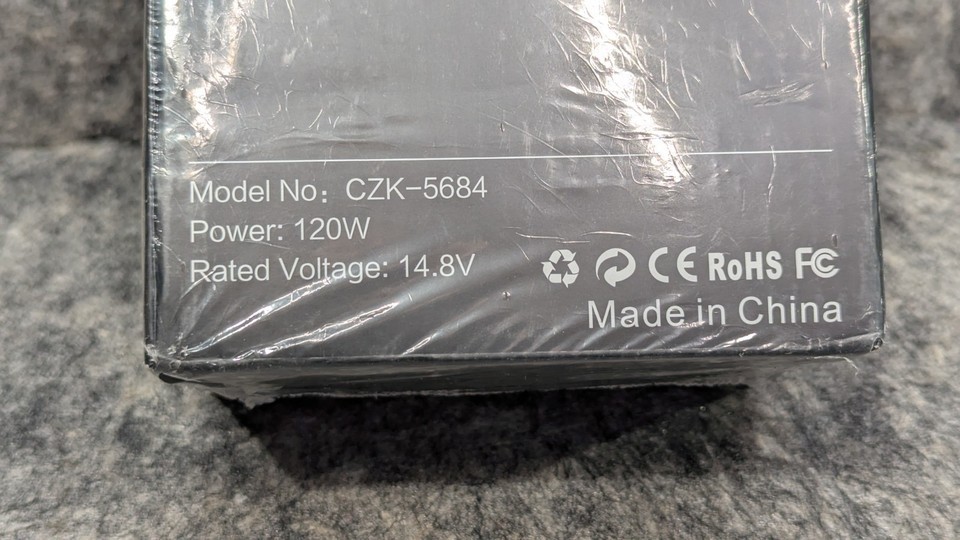 Model No: CZK-5684
Power: 120W
Rated Voltage: 14.8V
CE RoHS FC
Made in China